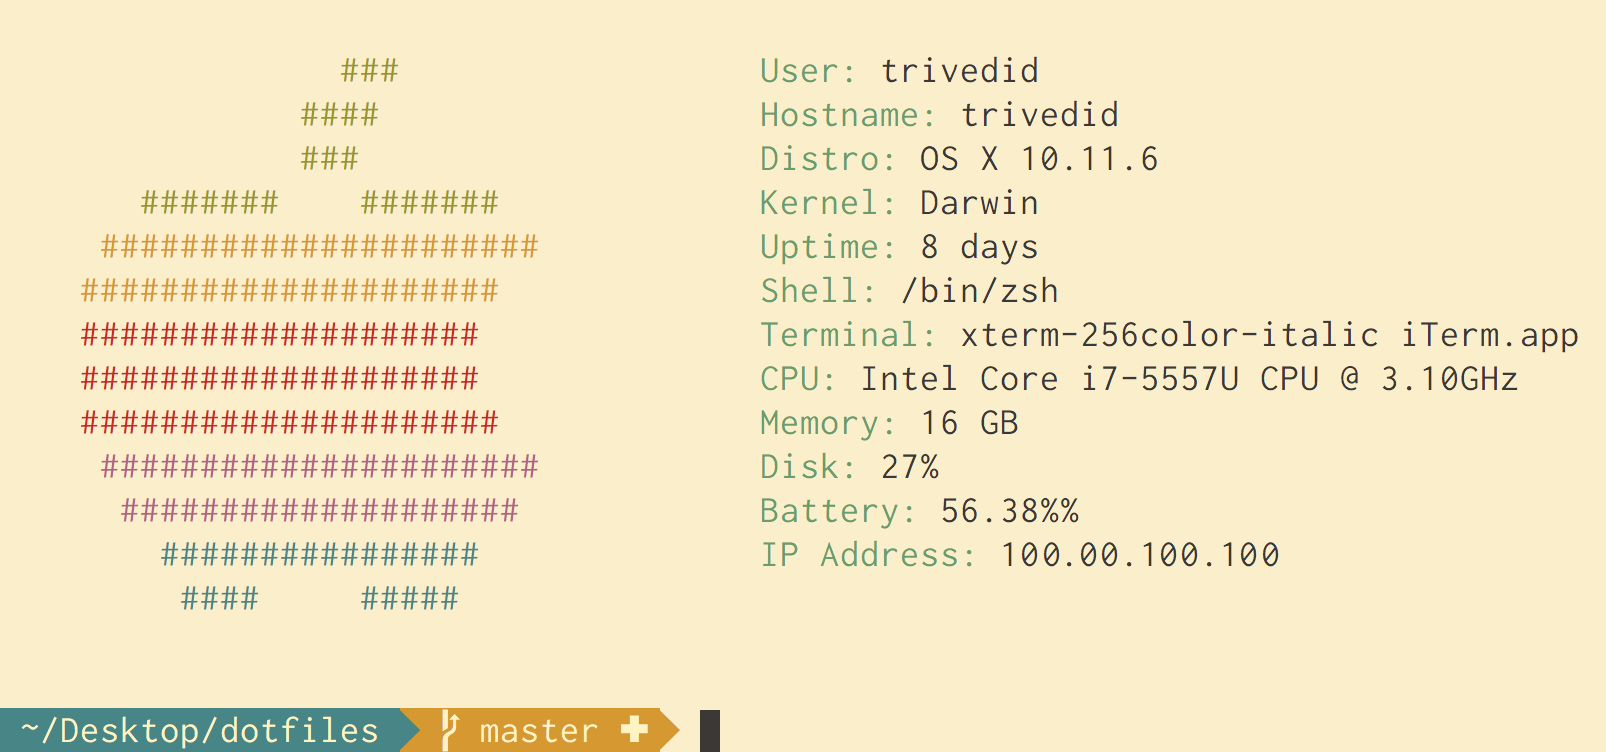 ###
####
###
####### #######
######################
#####################
####################
####################
#####################
######################
####################
################
#### #####
User: trivedid
Hostname: trivedid
Distro: OS X 10.11.6
Kernel: Darwin
Uptime: 8 days
Shell: /bin/zsh
Terminal: xterm-256color-italic iTerm.app
CPU: Intel Core i7-5557U CPU @ 3.10GHz
Memory: 16 GB
Disk: 27%
Battery: 56.38%%
IP Address: 100.00.100.100
~/Desktop/dotfiles master ✚